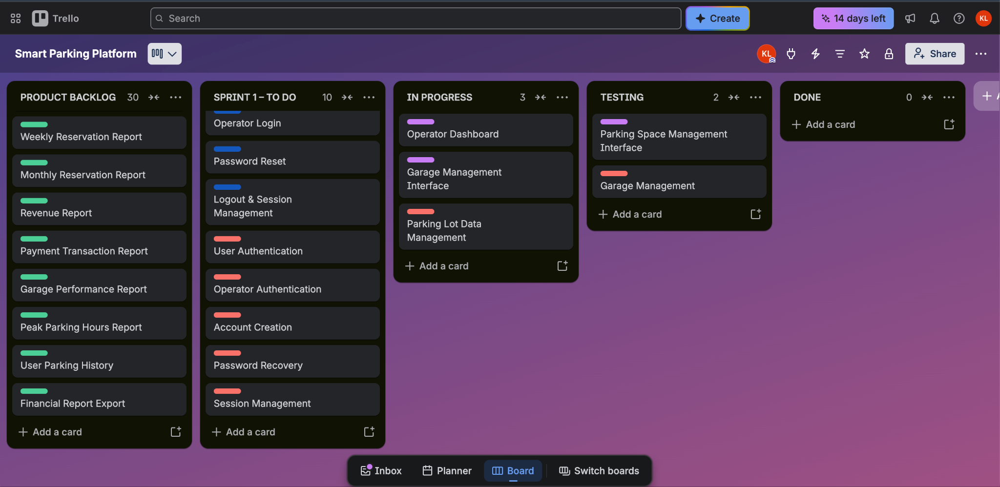 Trello
Search
Create
14 days left
KL
Smart Parking Platform
KL
Share
PRODUCT BACKLOG 30
Weekly Reservation Report
Monthly Reservation Report
Revenue Report
Payment Transaction Report
Garage Performance Report
Peak Parking Hours Report
User Parking History
Financial Report Export
Add a card
SPRINT 1 – TO DO 10
Operator Login
Password Reset
Logout & Session
Management
User Authentication
Operator Authentication
Account Creation
Password Recovery
Session Management
Add a card
IN PROGRESS 3
Operator Dashboard
Garage Management
Interface
Parking Lot Data
Management
Add a card
TESTING 2
Parking Space Management
Interface
Garage Management
Add a card
DONE 0
Add a card
Inbox
Planner
Board
Switch boards